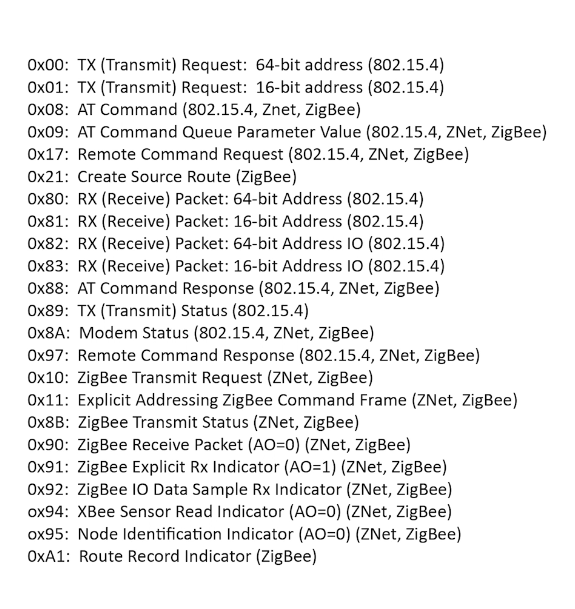 0x00: TX (Transmit) Request: 64-bit address (802.15.4)
0x01: TX (Transmit) Request: 16-bit address (802.15.4)
0x08: AT Command (802.15.4, Znet, ZigBee)
0x09: AT Command Queue Parameter Value (802.15.4, ZNet, ZigBee)
0x17: Remote Command Request (802.15.4, ZNet, ZigBee)
0x21: Create Source Route (ZigBee)
0x80: RX (Receive) Packet: 64-bit Address (802.15.4)
0x81: RX (Receive) Packet: 16-bit Address (802.15.4)
0x82: RX (Receive) Packet: 64-bit Address IO (802.15.4)
0x83: RX (Receive) Packet: 16-bit Address IO (802.15.4)
0x88: AT Command Response (802.15.4, ZNet, ZigBee)
0x89: TX (Transmit) Status (802.15.4)
0x8A: Modem Status (802.15.4, ZNet, ZigBee)
0x97: Remote Command Response (802.15.4, ZNet, ZigBee)
0x10: ZigBee Transmit Request (ZNet, ZigBee)
0x11: Explicit Addressing ZigBee Command Frame (ZNet, ZigBee)
0x8B: ZigBee Transmit Status (ZNet, ZigBee)
0x90: ZigBee Receive Packet (AO=0) (ZNet, ZigBee)
0x91: ZigBee Explicit Rx Indicator (AO=1) (ZNet, ZigBee)
0x92: ZigBee IO Data Sample Rx Indicator (ZNet, ZigBee)
ox94: XBee Sensor Read Indicator (AO=0) (ZNet, ZigBee)
ox95: Node Identification Indicator (AO=0) (ZNet, ZigBee)
0xA1: Route Record Indicator (ZigBee)